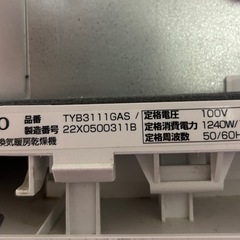 品番 TYB3111GAS / 定格電圧 100V
製造番号 22X0500311B 定格消費電力 1240W/
換気暖房乾燥機 定格周波数 50/60H